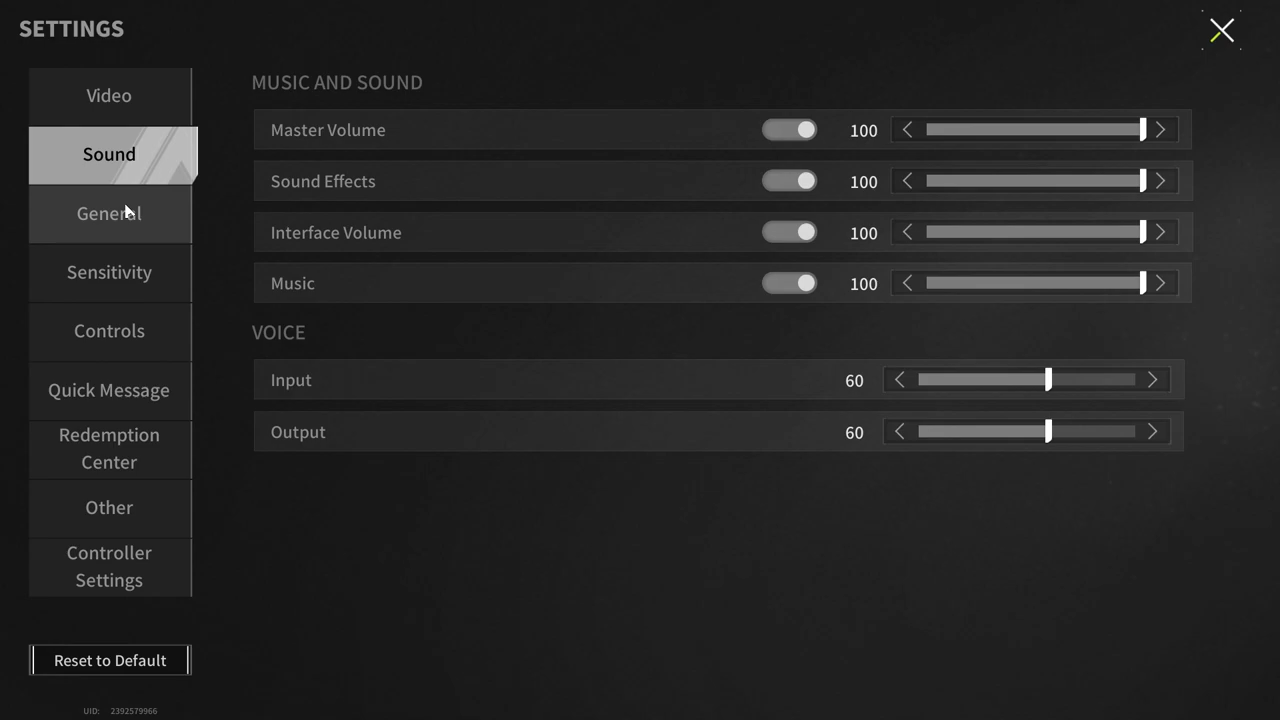 SETTINGS
Video
Sound
General
Sensitivity
Controls
Quick Message
Redemption
Center
Other
Controller
Settings
Reset to Default
UID: 2392579966
MUSIC AND SOUND
Master Volume 100
Sound Effects 100
Interface Volume 100
Music 100
VOICE
Input 60
Output 60